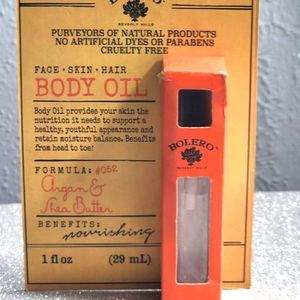 BEVERLY HILLS
PURVEYORS OF NATURAL PRODUCTS
NO ARTIFICIAL DYES OR PARABENS
CRUELTY FREE
FACE · SKIN · HAIR
BODY OIL
Body Oil provides your skin the
nutrition it needs to support a
healthy, youthful appearance and
retain moisture balance. Benefits
from head to toe!
FORMULA: #052
Argan &
Shea Butter
BENEFITS:
nourishing
1 fl oz (29 mL)
BOLERO
BEVERLY HILLS